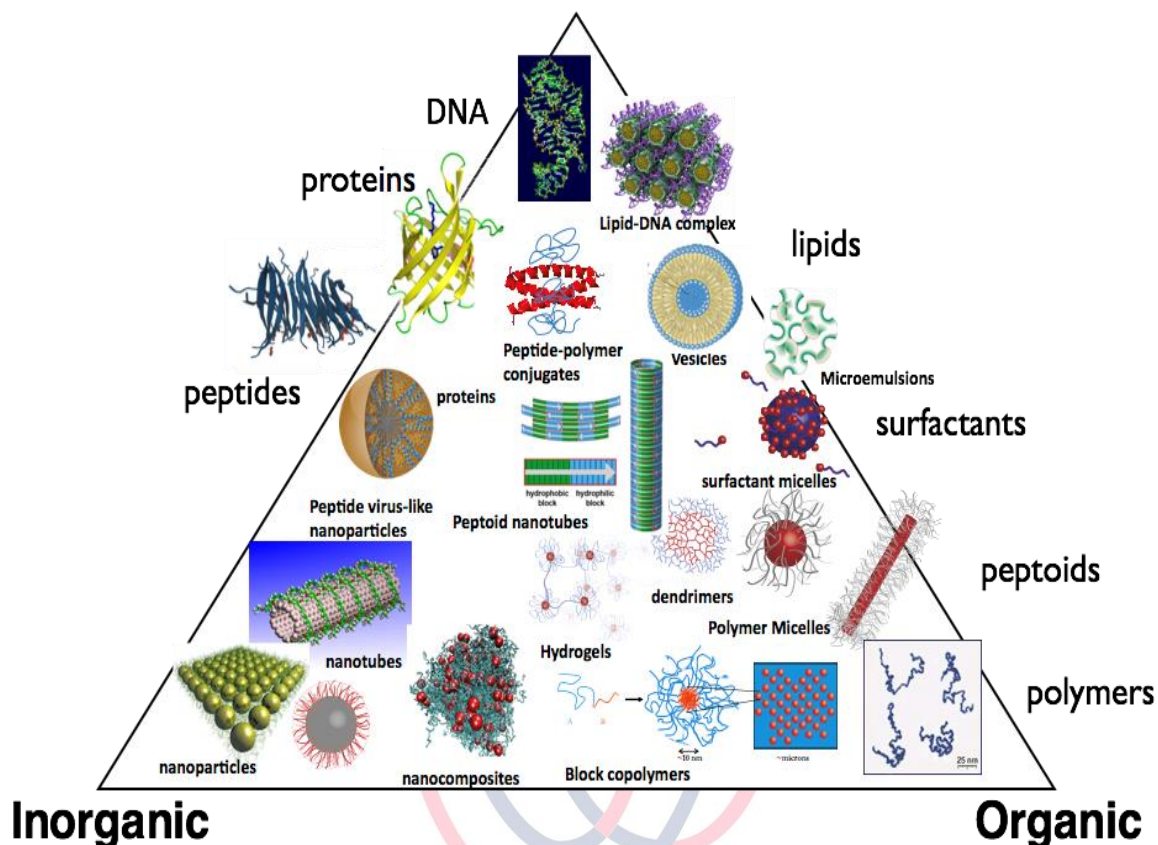 DNA
proteins
Lipid-DNA complex
lipids
Peptide-polymer
conjugates
Vesicles
Microemulsions
peptides
proteins
surfactants
hydrophobic
block
hydrophilic
block
surfactant micelles
Peptide virus-like
nanoparticles
Peptoid nanotubes
peptoids
dendrimers
Polymer Micelles
nanotubes
Hydrogels
polymers
A
B
~10 nm
~microns
25 nm
nanoparticles
nanocomposites
Block copolymers
Inorganic
Organic